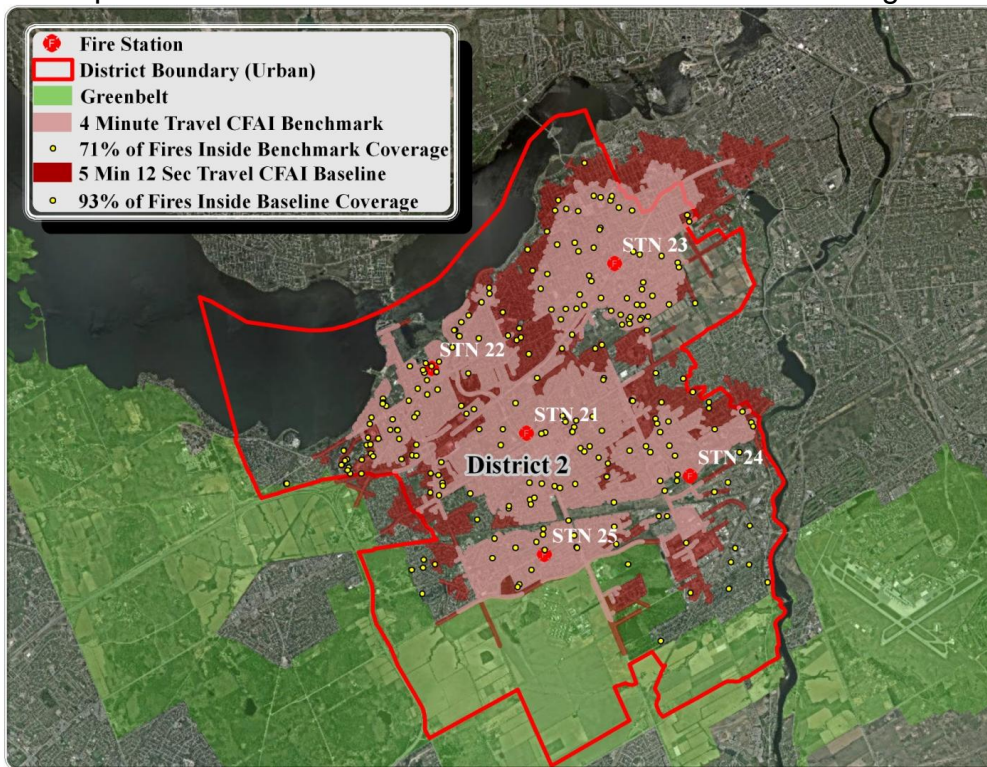 Fire Station
District Boundary (Urban)
Greenbelt
4 Minute Travel CFAI Benchmark
71% of Fires Inside Benchmark Coverage
5 Min 12 Sec Travel CFAI Baseline
93% of Fires Inside Baseline Coverage
STN 23
STN 22
STN 21
District 2
STN 24
STN 25